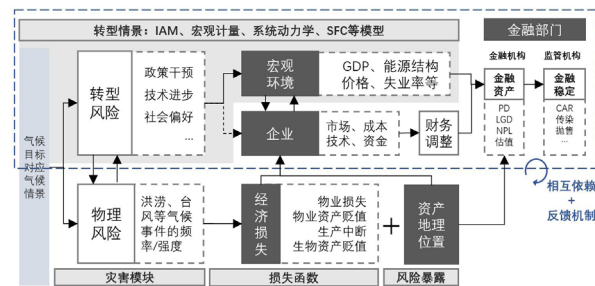 转型情景：IAM、宏观计量、系统动力学、SFC等模型
金融部门
金融机构
监管机构
气候
目标
对应
气候
情景
转型
风险
政策干预
技术进步
社会偏好
...
宏观
环境
GDP、能源结构
价格、失业率等
企业
市场、成本
技术、资金
财务
调整
金融
资产
PD
LGD
NPL
估值
金融
稳定
CAR
传染
抛售
...
相互依赖
+
反馈机制
物理
风险
洪涝、台
风等气候
事件的频
率/强度
经济
损失
物业损失
物业资产贬值
生产中断
生物资产贬值
+
资产
地理
位置
灾害模块
损失函数
风险暴露